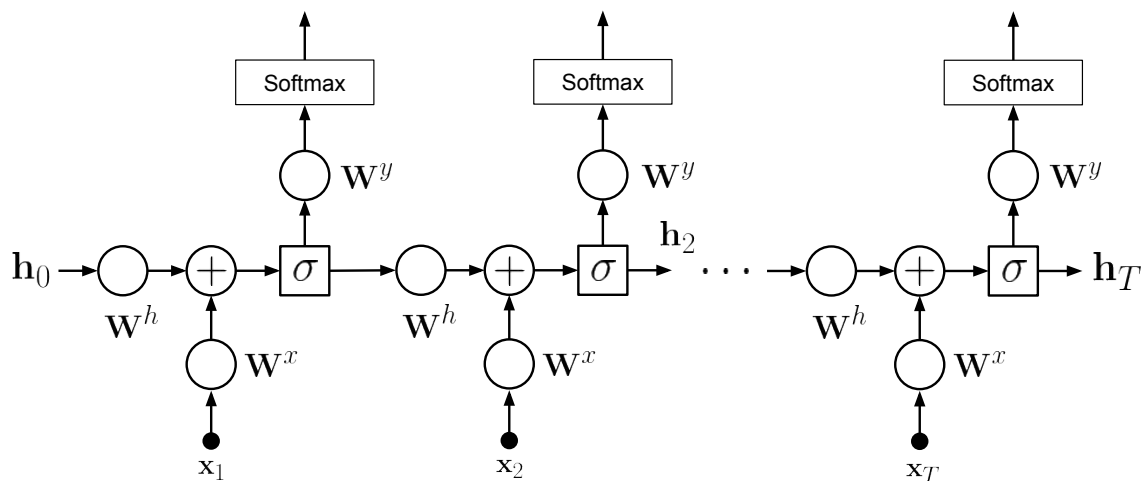 Softmax Softmax Softmax
𝐖^y 𝐖^y 𝐖^y
𝐡_0 + σ + σ 𝐡_2 ⋯ + σ 𝐡_T
𝐖^h 𝐖^h 𝐖^h
𝐖^x 𝐖^x 𝐖^x
𝐱_1 𝐱_2 𝐱_T